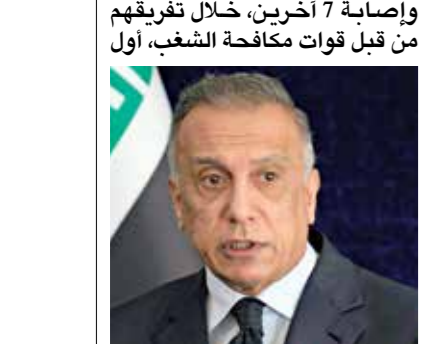 وإصابة 7 آخرين، خلال تفريقهم
من قبل قوات مكافحة الشغب، أول